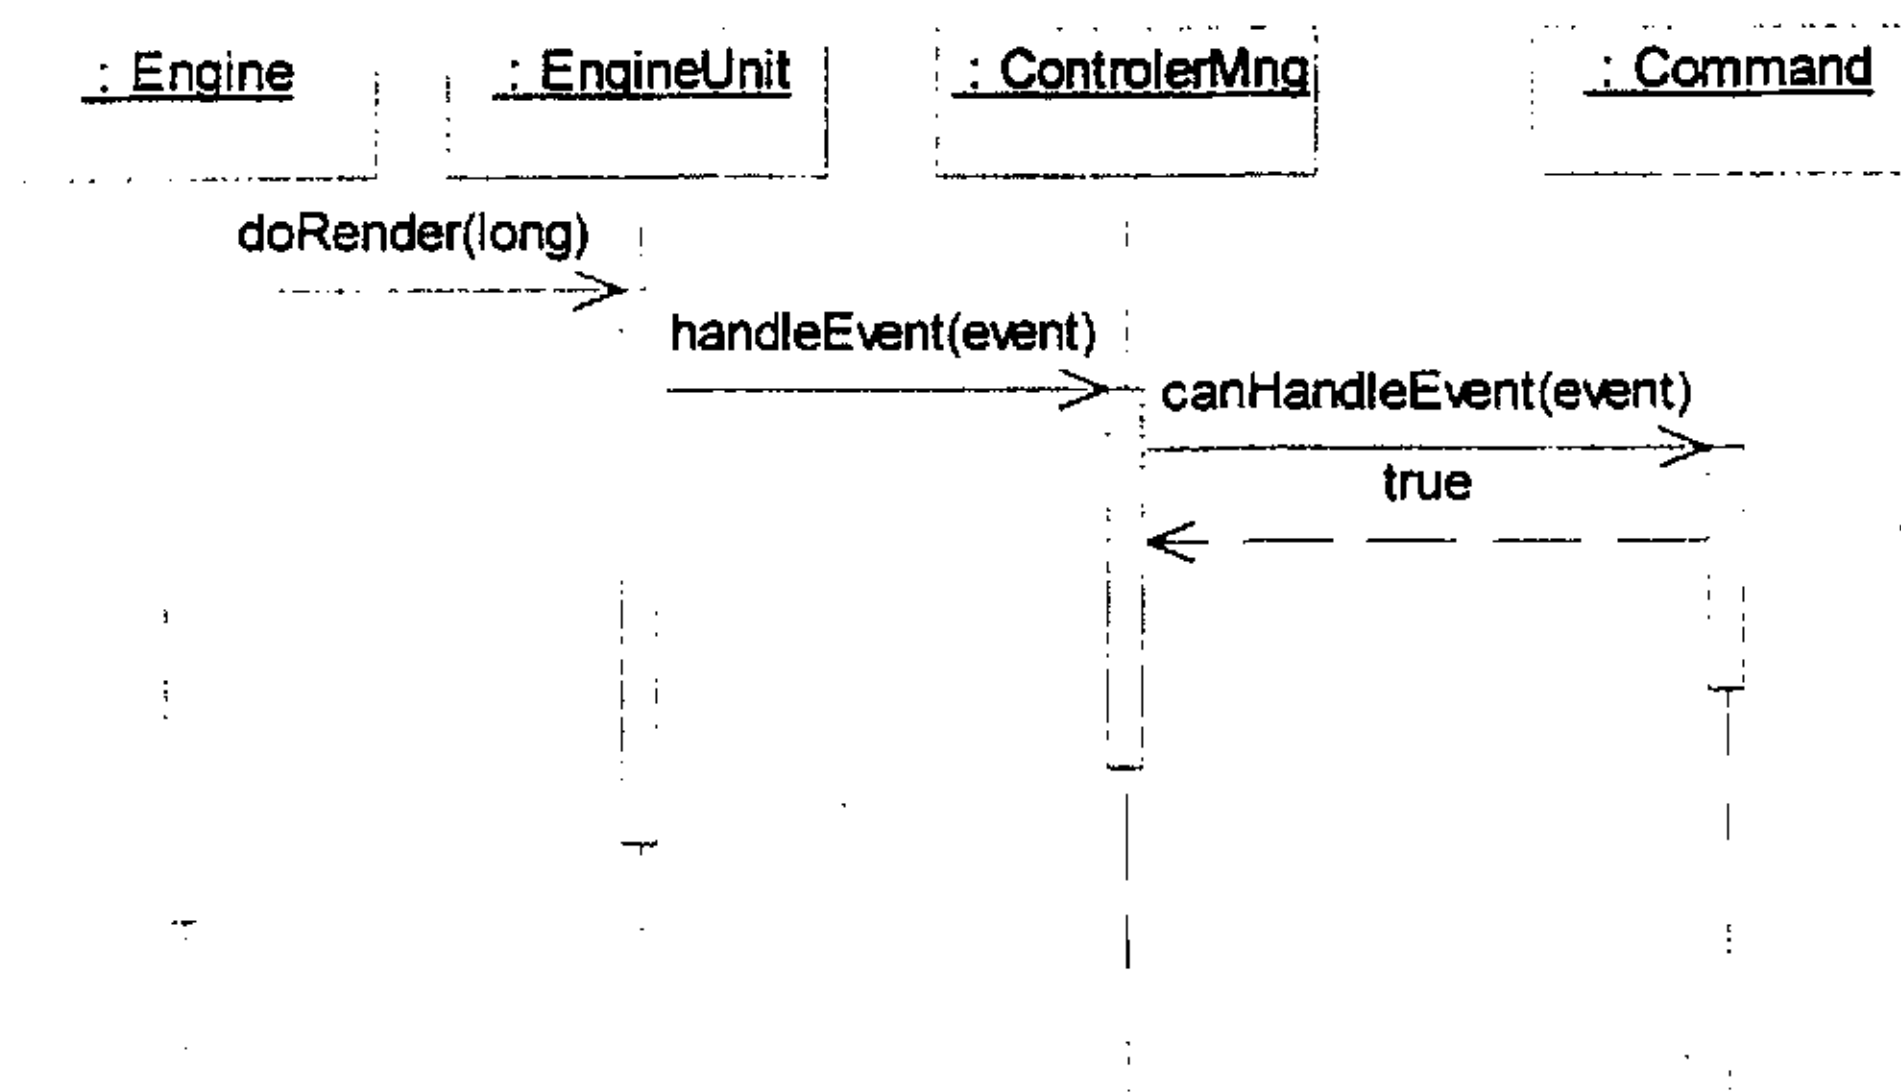 : Engine
: EngineUnit
: ControlerMng
: Command
doRender(long)
handleEvent(event)
canHandleEvent(event)
true